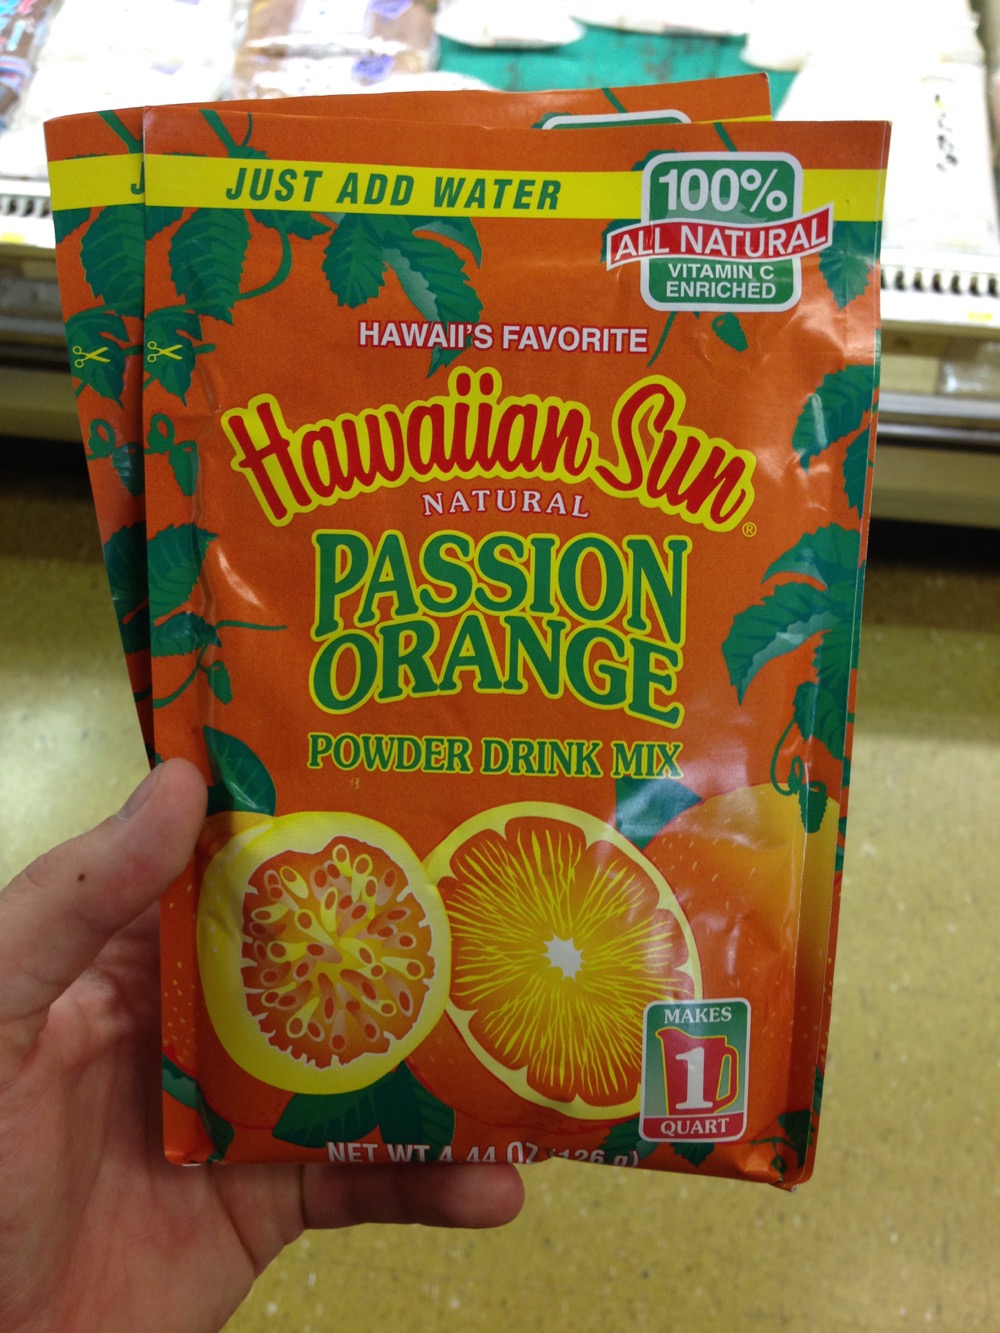 JUST ADD WATER
100%
ALL NATURAL
VITAMIN C
ENRICHED
HAWAII'S FAVORITE
Hawaiian Sun®
NATURAL
PASSION
ORANGE
POWDER DRINK MIX
MAKES
1
QUART
NET WT 4.44 OZ (126 g)
J